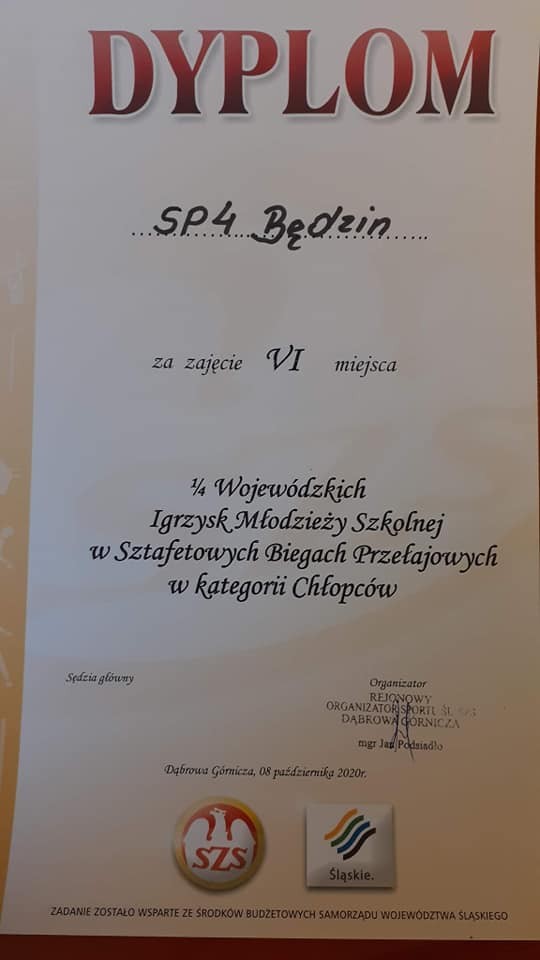 DYPLOM
SP4 Będzin
za zajęcie VI miejsca
¼ Wojewódzkich
Igrzysk Młodzieży Szkolnej
w Sztafetowych Biegach Przełajowych
w kategorii Chłopców
Sędzia główny
Organizator
REJONOWY
ORGANIZATOR SPORTU ŚL. SZS
DĄBROWA GÓRNICZA
mgr Jan Podsiadło
Dąbrowa Górnicza, 08 października 2020r.
SZS
Śląskie.
ZADANIE ZOSTAŁO WSPARTE ZE ŚRODKÓW BUDŻETOWYCH SAMORZĄDU WOJEWÓDZTWA ŚLĄSKIEGO